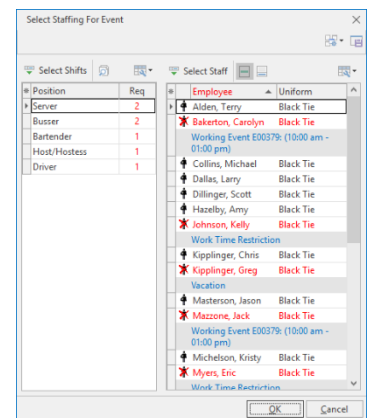 Select Staffing For Event
Select Shifts
Select Staff
Position Req
Server 2
Busser 2
Bartender 1
Host/Hostess 1
Driver 1
Employee Uniform
Alden, Terry Black Tie
Bakerton, Carolyn Black Tie
Working Event E00379: (10:00 am -
01:00 pm)
Collins, Michael Black Tie
Dallas, Larry Black Tie
Dillinger, Scott Black Tie
Hazelby, Amy Black Tie
Johnson, Kelly Black Tie
Work Time Restriction
Kipplinger, Chris Black Tie
Kipplinger, Greg Black Tie
Vacation
Masterson, Jason Black Tie
Mazzone, Jack Black Tie
Working Event E00379: (10:00 am -
01:00 pm)
Michelson, Kristy Black Tie
Myers, Eric Black Tie
Work Time Restriction
OK Cancel